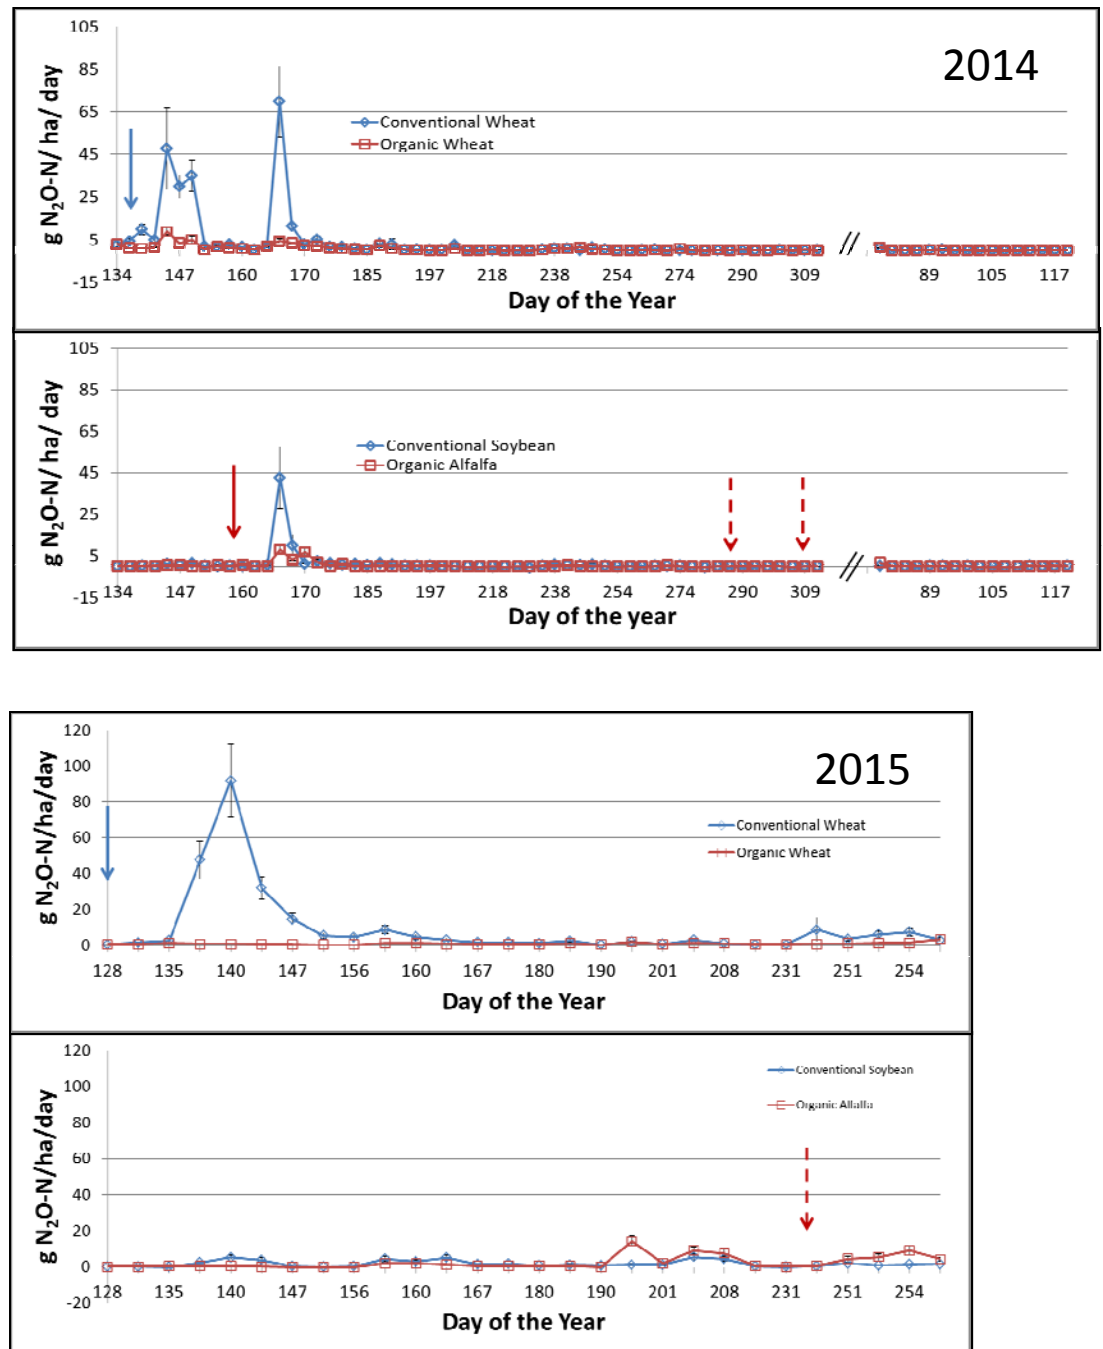 2014
105
85
65
45
25
5
-15
g N₂O-N/ ha/ day
Conventional Wheat
Organic Wheat
134 147 160 170 185 197 218 238 254 274 290 309 // 89 105 117
Day of the Year
105
85
65
45
25
5
-15
g N₂O-N/ ha/ day
Conventional Soybean
Organic Alfalfa
134 147 160 170 185 197 218 238 254 274 290 309 // 89 105 117
Day of the year
2015
120
100
80
60
40
20
0
g N₂O-N/ha/day
Conventional Wheat
Organic Wheat
128 135 140 147 156 160 167 180 190 201 208 231 251 254
Day of the Year
120
100
80
60
40
20
0
-20
g N₂O-N/ha/day
Conventional Soybean
Organic Alfalfa
128 135 140 147 156 160 167 180 190 201 208 231 251 254
Day of the Year